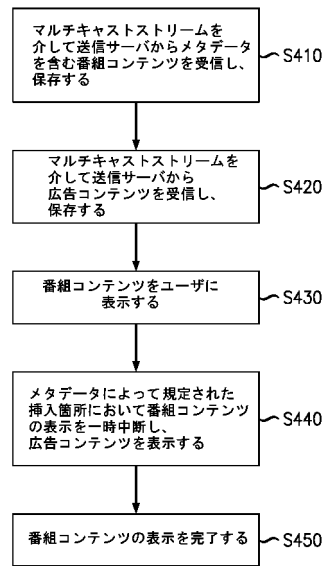 マルチキャストストリームを
介して送信サーバからメタデータ
を含む番組コンテンツを受信し、
保存する
S410
マルチキャストストリームを
介して送信サーバから
広告コンテンツを受信し、
保存する
S420
番組コンテンツをユーザに
表示する
S430
メタデータによって規定された
挿入箇所において番組コンテンツ
の表示を一時中断し、
広告コンテンツを表示する
S440
番組コンテンツの表示を完了する
S450